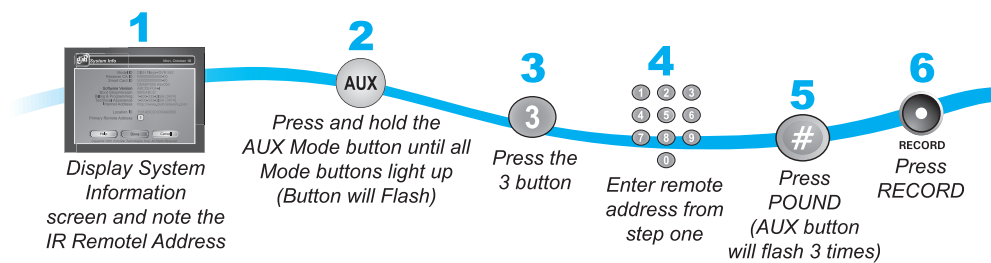 1
System Info
Display System
Information
screen and note the
IR Remotel Address
2
AUX
Press and hold the
AUX Mode button until all
Mode buttons light up
(Button will Flash)
3
3
Press the
3 button
4
1 2 3
4 5 6
7 8 9
0
Enter remote
address from
step one
5
#
Press
POUND
(AUX button
will flash 3 times)
6
RECORD
Press
RECORD